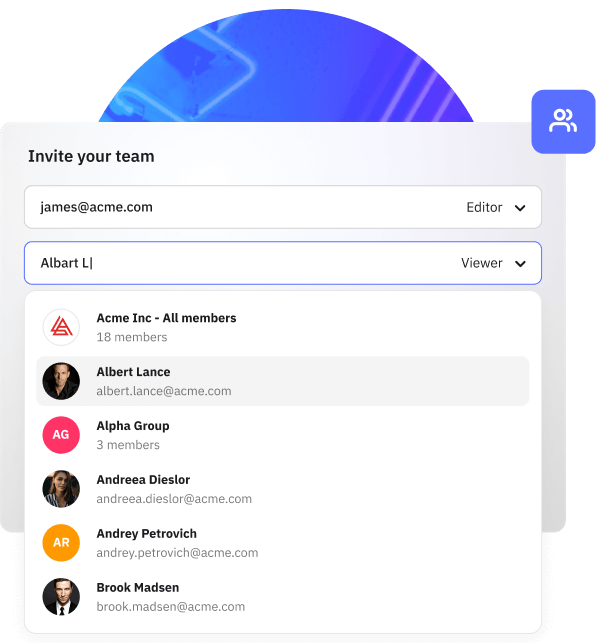 Invite your team
james@acme.com Editor
Albart L Viewer
Acme Inc - All members
18 members
Albert Lance
albert.lance@acme.com
AG
Alpha Group
3 members
Andreea Dieslor
andreea.dieslor@acme.com
AR
Andrey Petrovich
andrey.petrovich@acme.com
Brook Madsen
brook.madsen@acme.com